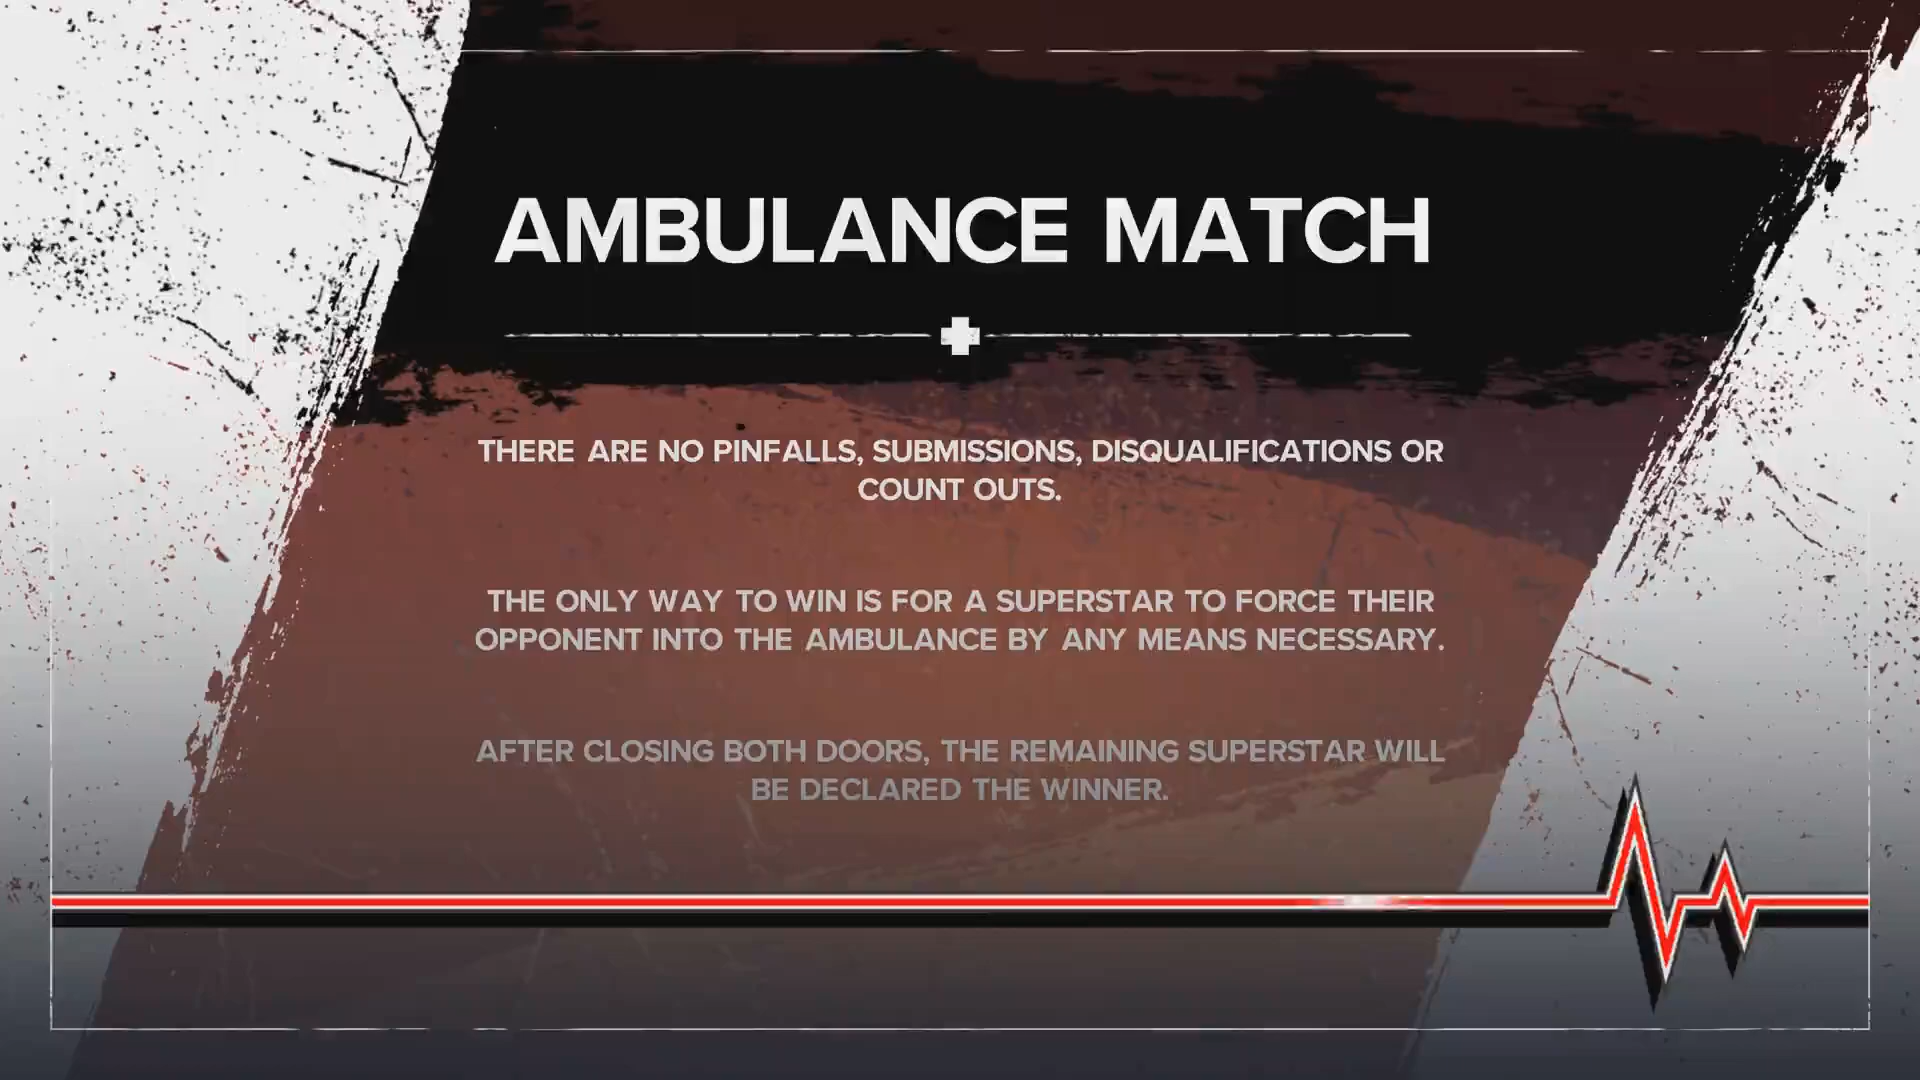 AMBULANCE MATCH
THERE ARE NO PINFALLS, SUBMISSIONS, DISQUALIFICATIONS OR
COUNT OUTS.
THE ONLY WAY TO WIN IS FOR A SUPERSTAR TO FORCE THEIR
OPPONENT INTO THE AMBULANCE BY ANY MEANS NECESSARY.
AFTER CLOSING BOTH DOORS, THE REMAINING SUPERSTAR WILL
BE DECLARED THE WINNER.